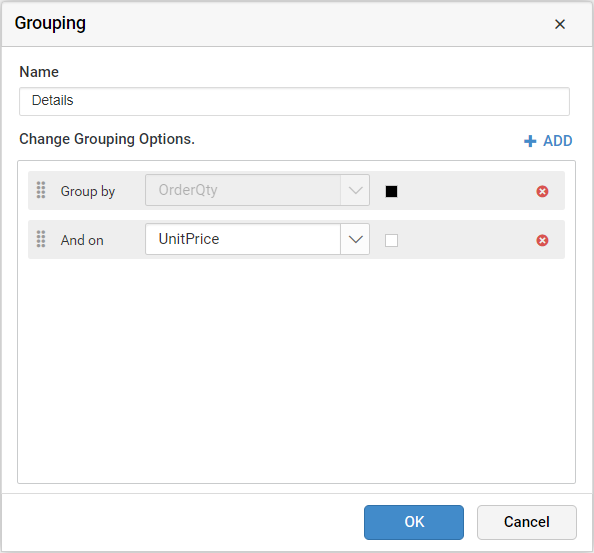 Grouping
Name
Details
Change Grouping Options.
ADD
Group by OrderQty
And on UnitPrice
OK Cancel